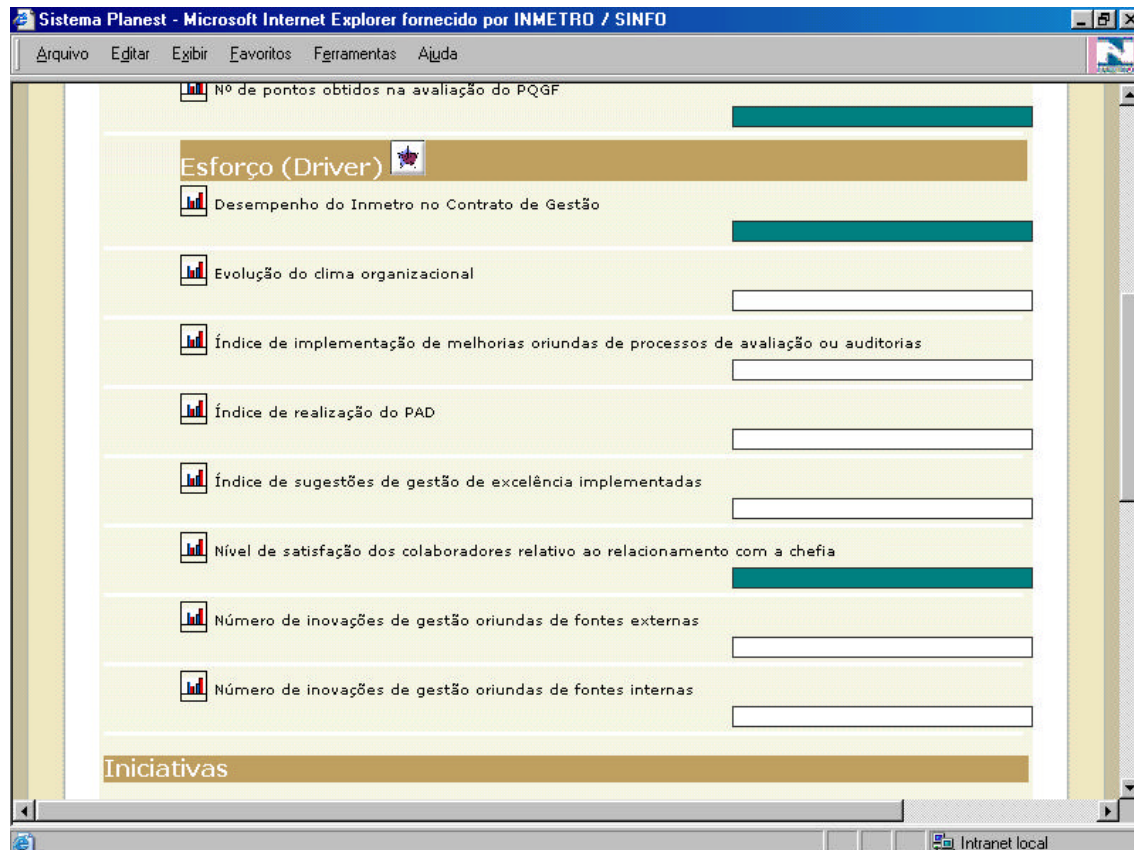 Sistema Planest - Microsoft Internet Explorer fornecido por INMETRO / SINFO
Arquivo Editar Exibir Favoritos Ferramentas Ajuda
Nº de pontos obtidos na avaliação do PQGF
Esforço (Driver)
Desempenho do Inmetro no Contrato de Gestão
Evolução do clima organizacional
Índice de implementação de melhorias oriundas de processos de avaliação ou auditorias
Índice de realização do PAD
Índice de sugestões de gestão de excelência implementadas
Nível de satisfação dos colaboradores relativo ao relacionamento com a chefia
Número de inovações de gestão oriundas de fontes externas
Número de inovações de gestão oriundas de fontes internas
Iniciativas
Intranet local